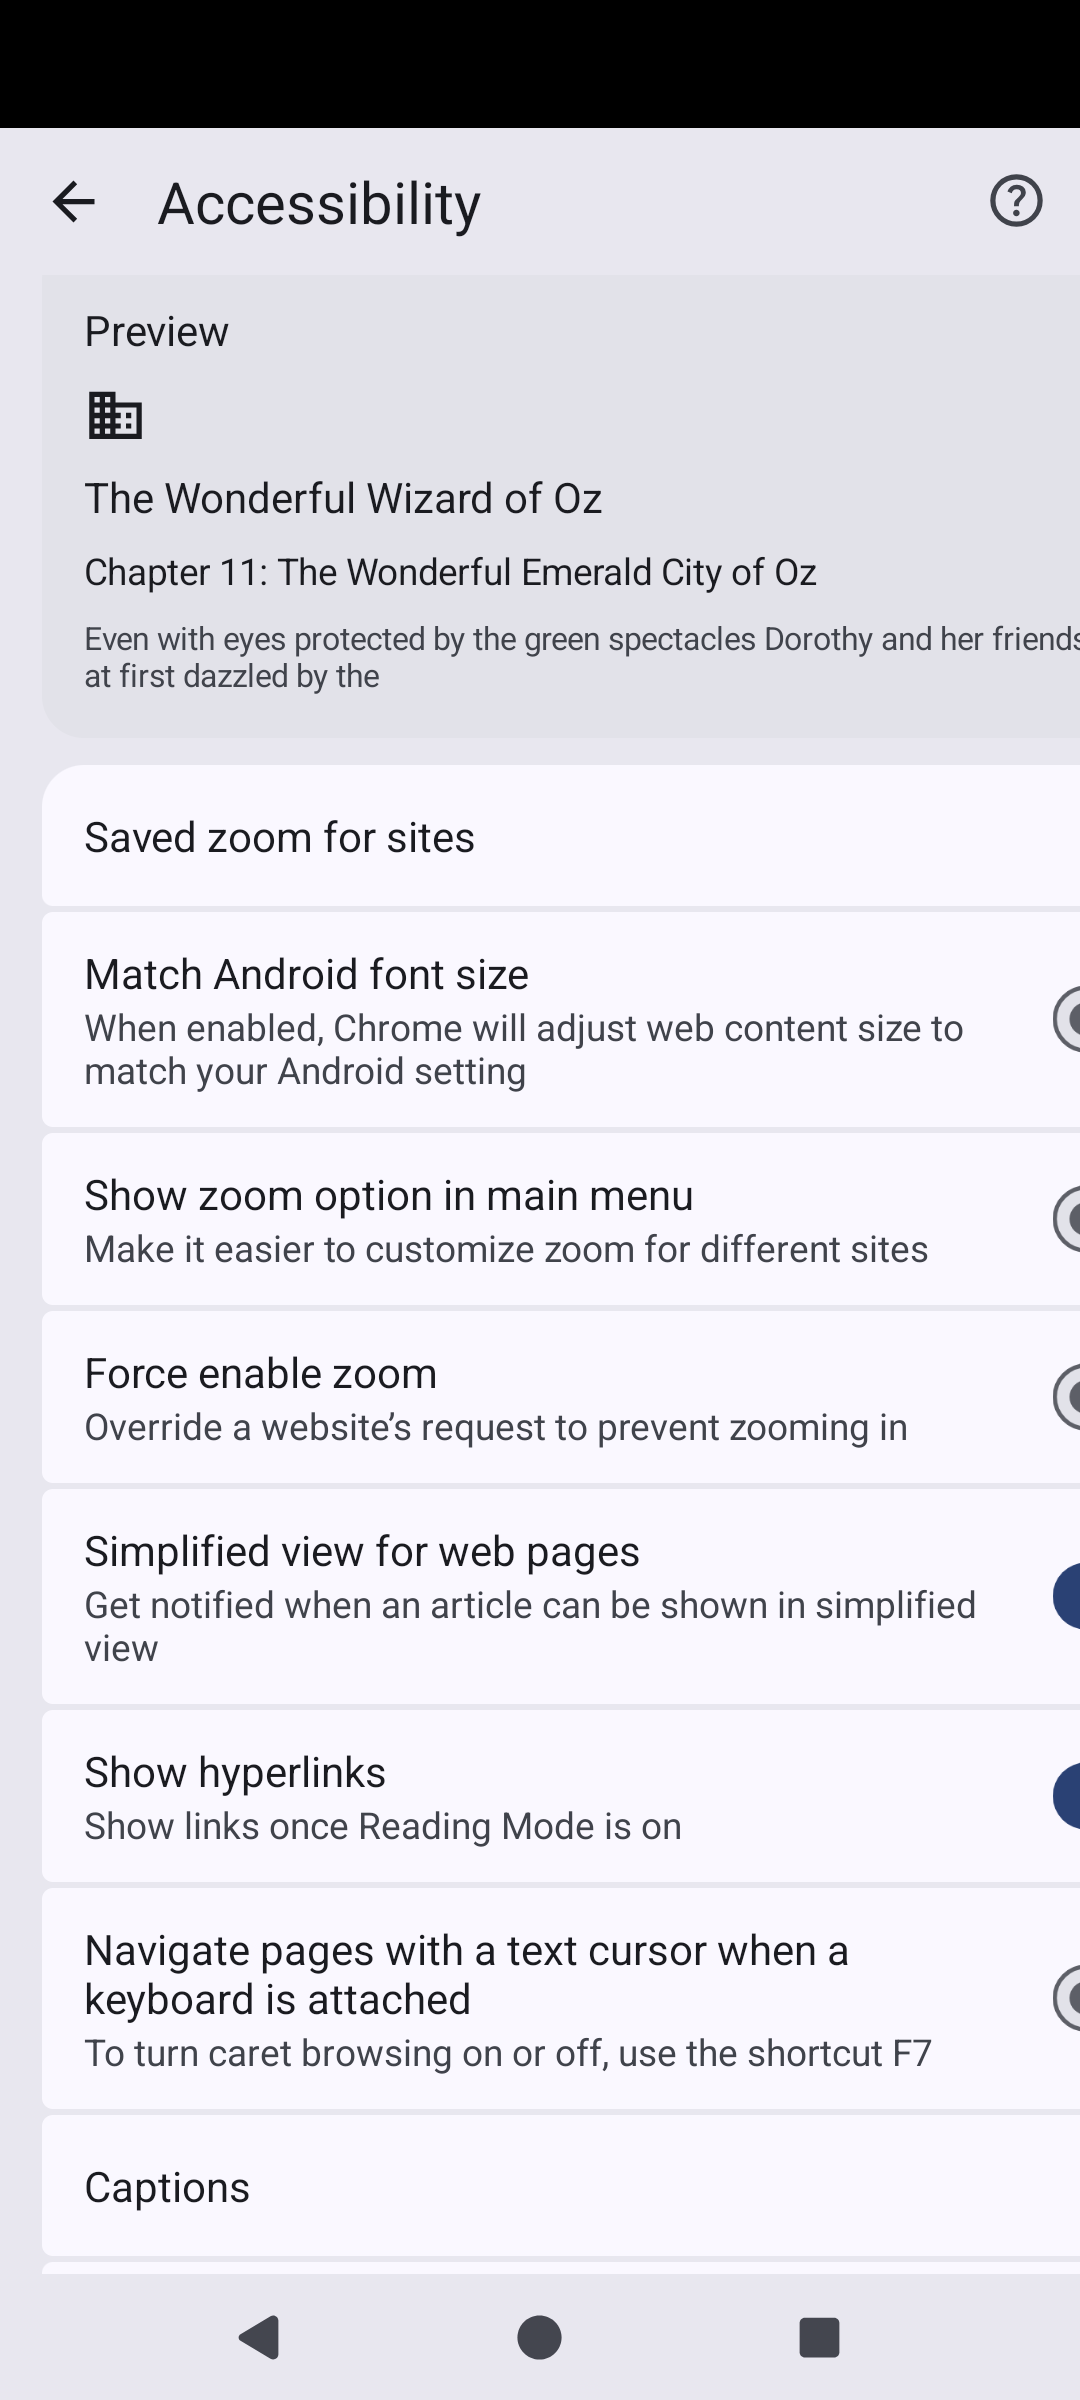 Accessibility
Preview
The Wonderful Wizard of Oz
Chapter 11: The Wonderful Emerald City of Oz
Even with eyes protected by the green spectacles Dorothy and her friends
at first dazzled by the
Saved zoom for sites
Match Android font size
When enabled, Chrome will adjust web content size to
match your Android setting
Show zoom option in main menu
Make it easier to customize zoom for different sites
Force enable zoom
Override a website’s request to prevent zooming in
Simplified view for web pages
Get notified when an article can be shown in simplified
view
Show hyperlinks
Show links once Reading Mode is on
Navigate pages with a text cursor when a
keyboard is attached
To turn caret browsing on or off, use the shortcut F7
Captions